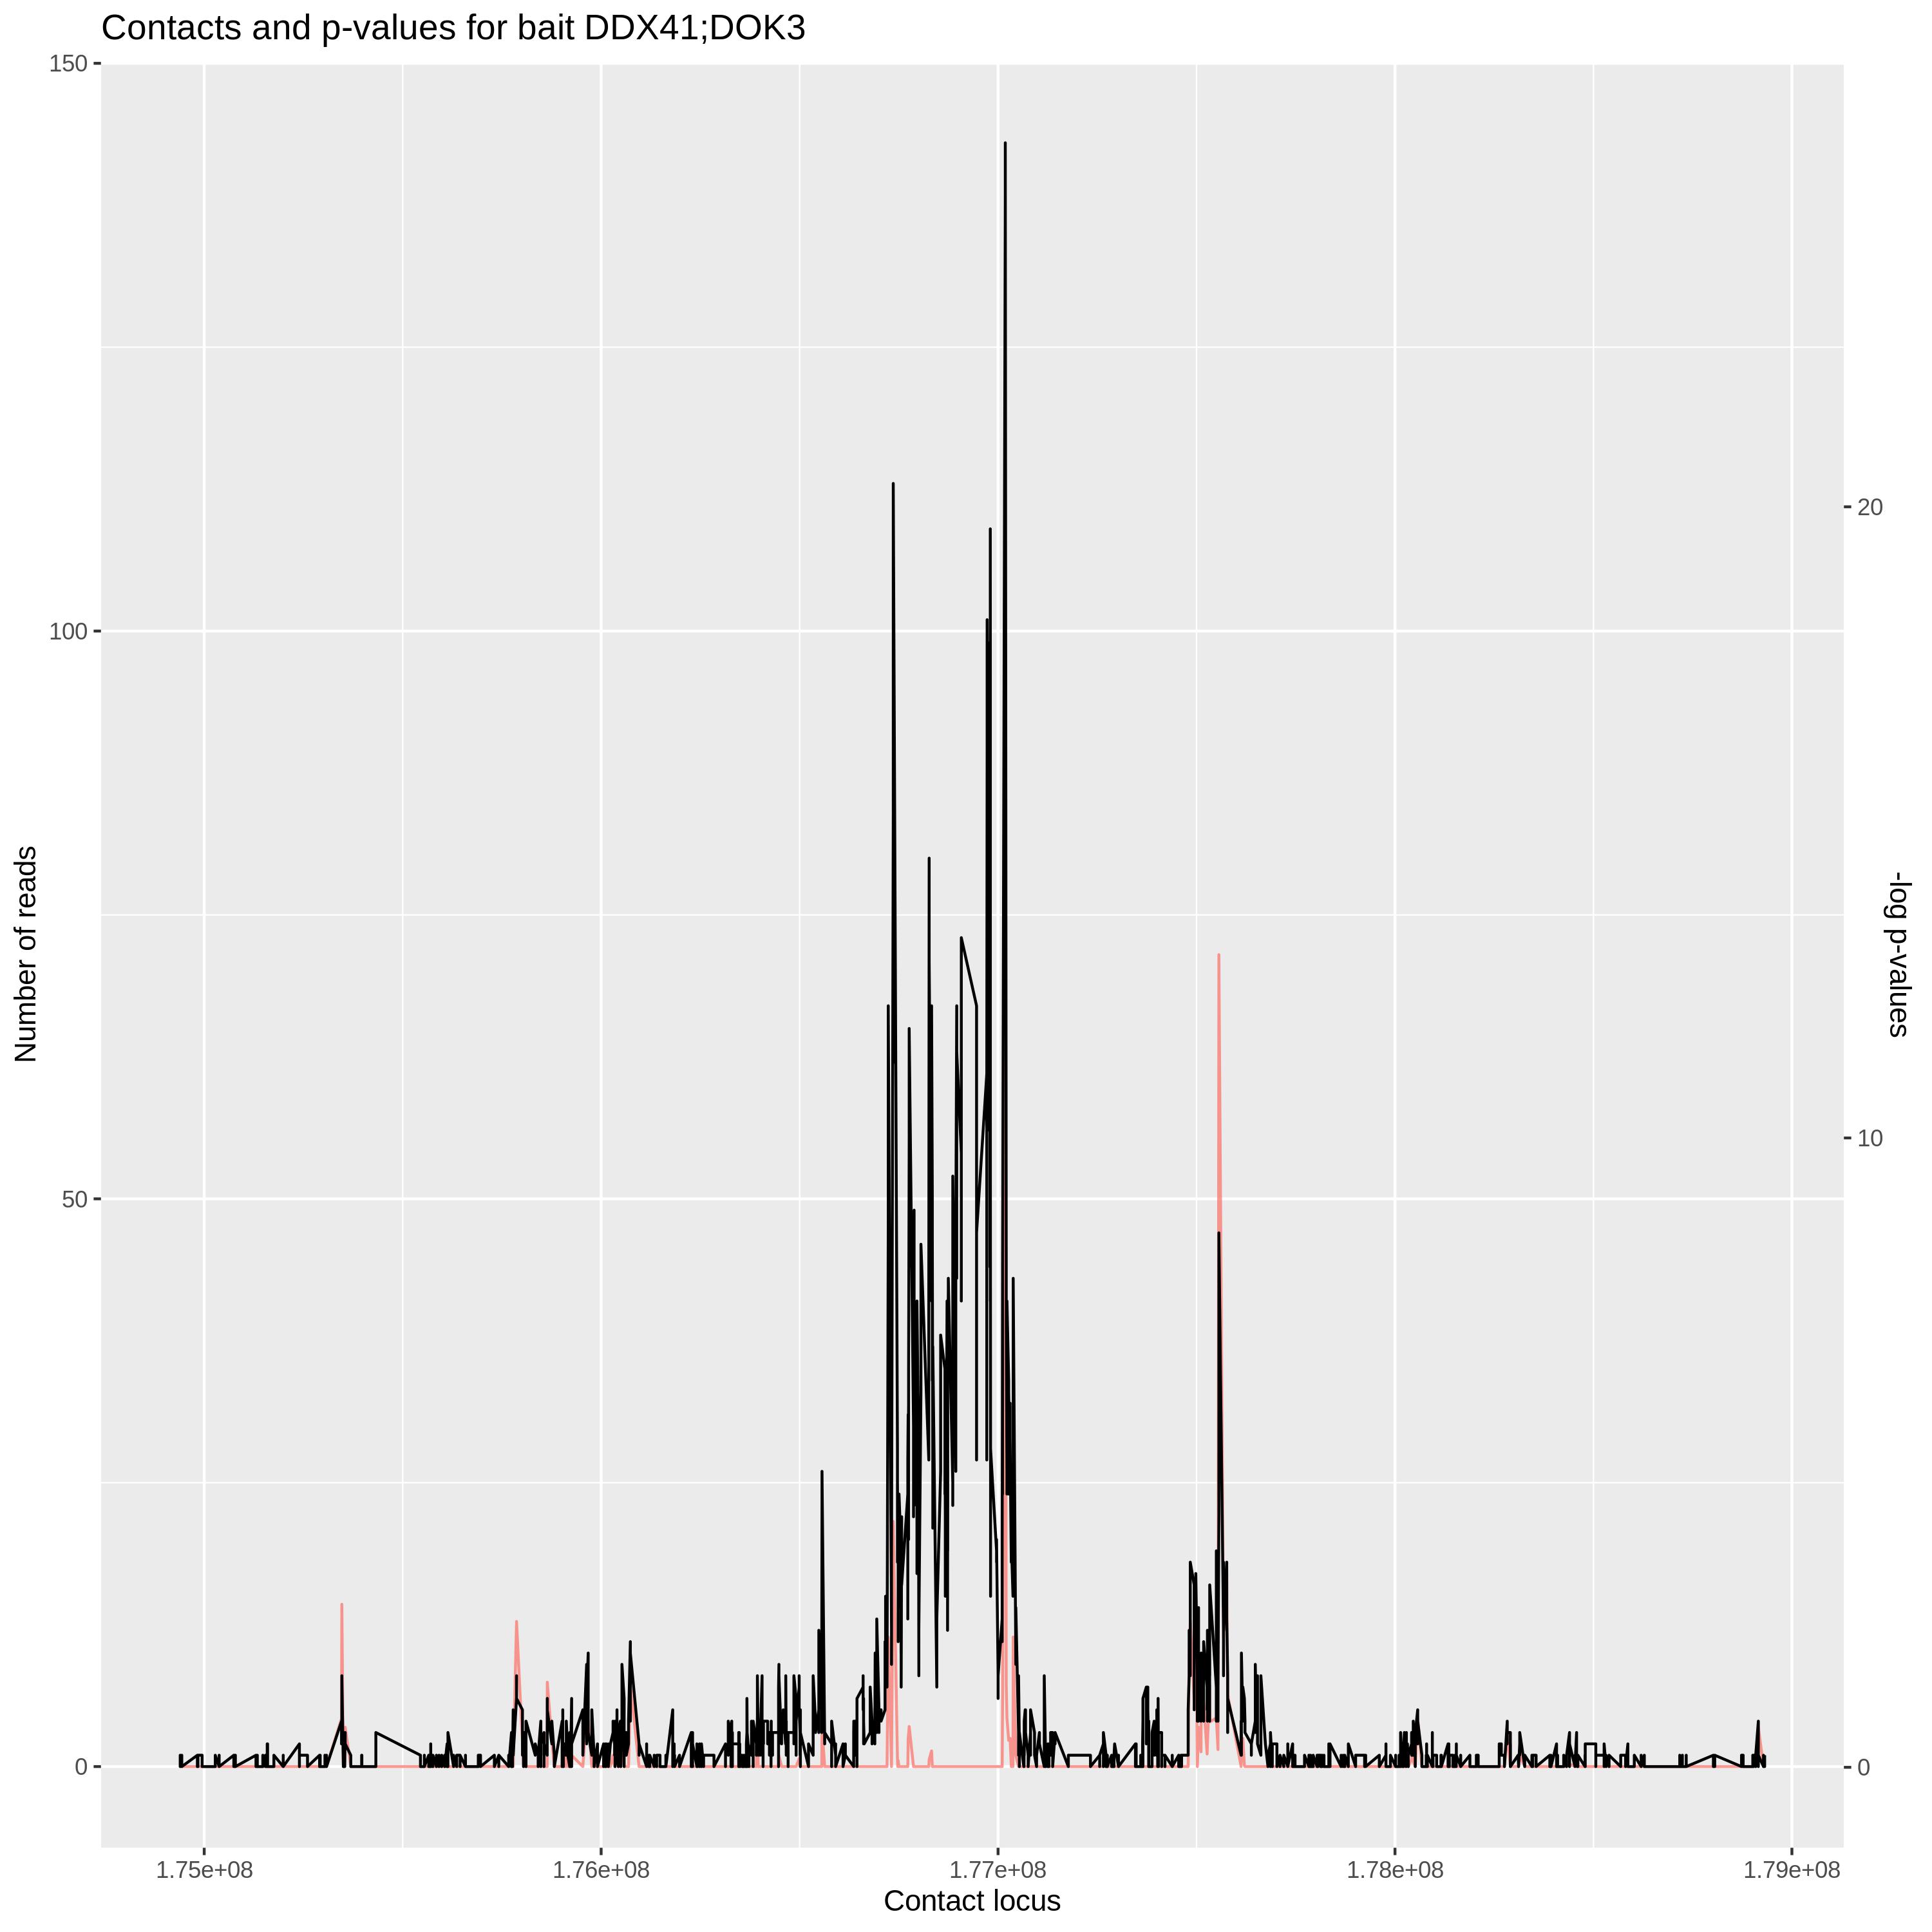 Contacts and p-values for bait DDX41;DOK3
150
100
50
0
Number of reads
20
10
0
-log p-values
1.75e+08
1.76e+08
1.77e+08
1.78e+08
1.79e+08
Contact locus